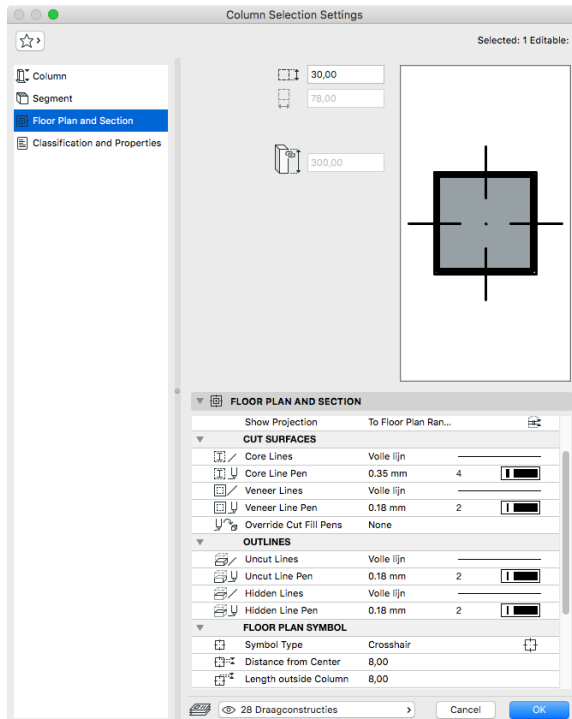 Column Selection Settings
Selected: 1 Editable:
Column
Segment
Floor Plan and Section
Classification and Properties
30,00
78,00
300,00
FLOOR PLAN AND SECTION
Show Projection To Floor Plan Ran...
CUT SURFACES
Core Lines Volle lijn
Core Line Pen 0.35 mm 4
Veneer Lines Volle lijn
Veneer Line Pen 0.18 mm 2
Override Cut Fill Pens None
OUTLINES
Uncut Lines Volle lijn
Uncut Line Pen 0.18 mm 2
Hidden Lines Volle lijn
Hidden Line Pen 0.18 mm 2
FLOOR PLAN SYMBOL
Symbol Type Crosshair
Distance from Center 8,00
Length outside Column 8,00
28 Draagconstructies Cancel OK